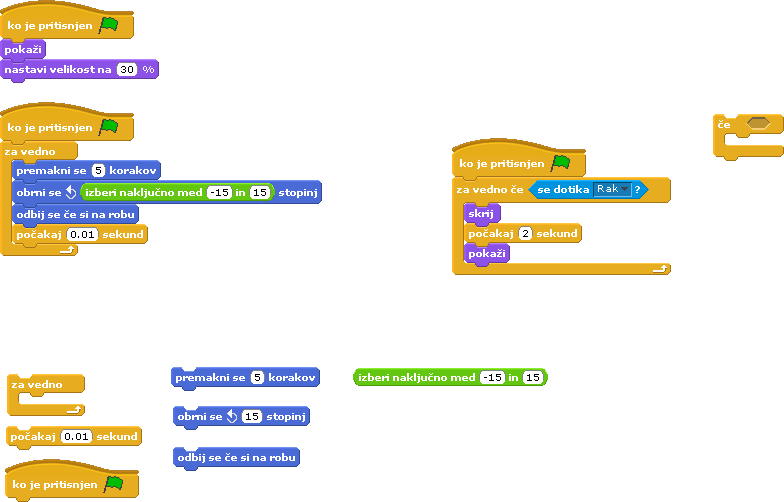 ko je pritisnjen
pokaži
nastavi velikost na 30 %
ko je pritisnjen
za vedno
premakni se 5 korakov
obrni se izberi naključno med -15 in 15 stopinj
odbij se če si na robu
počakaj 0.01 sekund
ko je pritisnjen
za vedno če se dotika Rak ?
skrij
počakaj 2 sekund
pokaži
če
za vedno
počakaj 0.01 sekund
ko je pritisnjen
premakni se 5 korakov
obrni se 15 stopinj
odbij se če si na robu
izberi naključno med -15 in 15